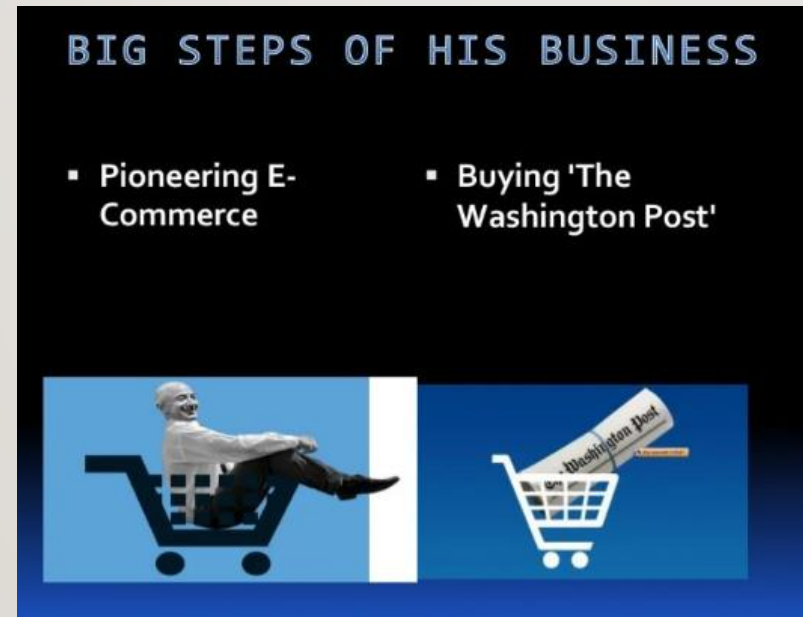 BIG STEPS OF HIS BUSINESS
▪ Pioneering E-
Commerce
▪ Buying 'The
Washington Post'
Washington Post